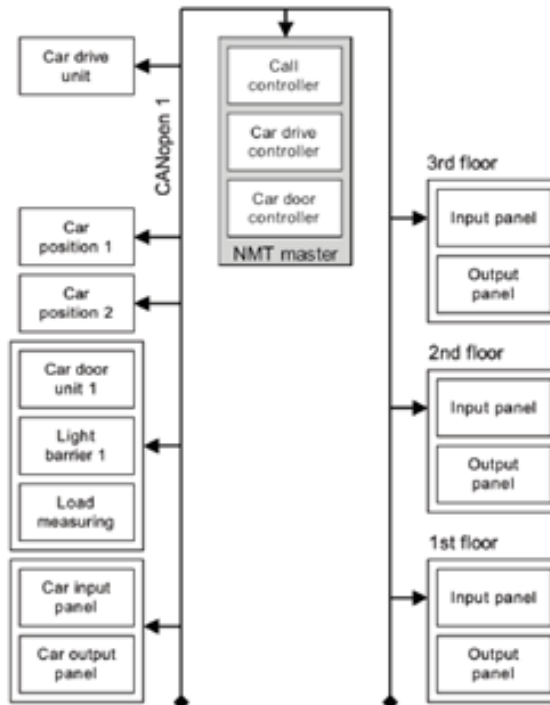 Car drive
unit
CANopen 1
Call
controller
Car drive
controller
Car door
controller
NMT master
Car
position 1
Car
position 2
Car door
unit 1
Light
barrier 1
Load
measuring
Car input
panel
Car output
panel
3rd floor
Input panel
Output
panel
2nd floor
Input panel
Output
panel
1st floor
Input panel
Output
panel